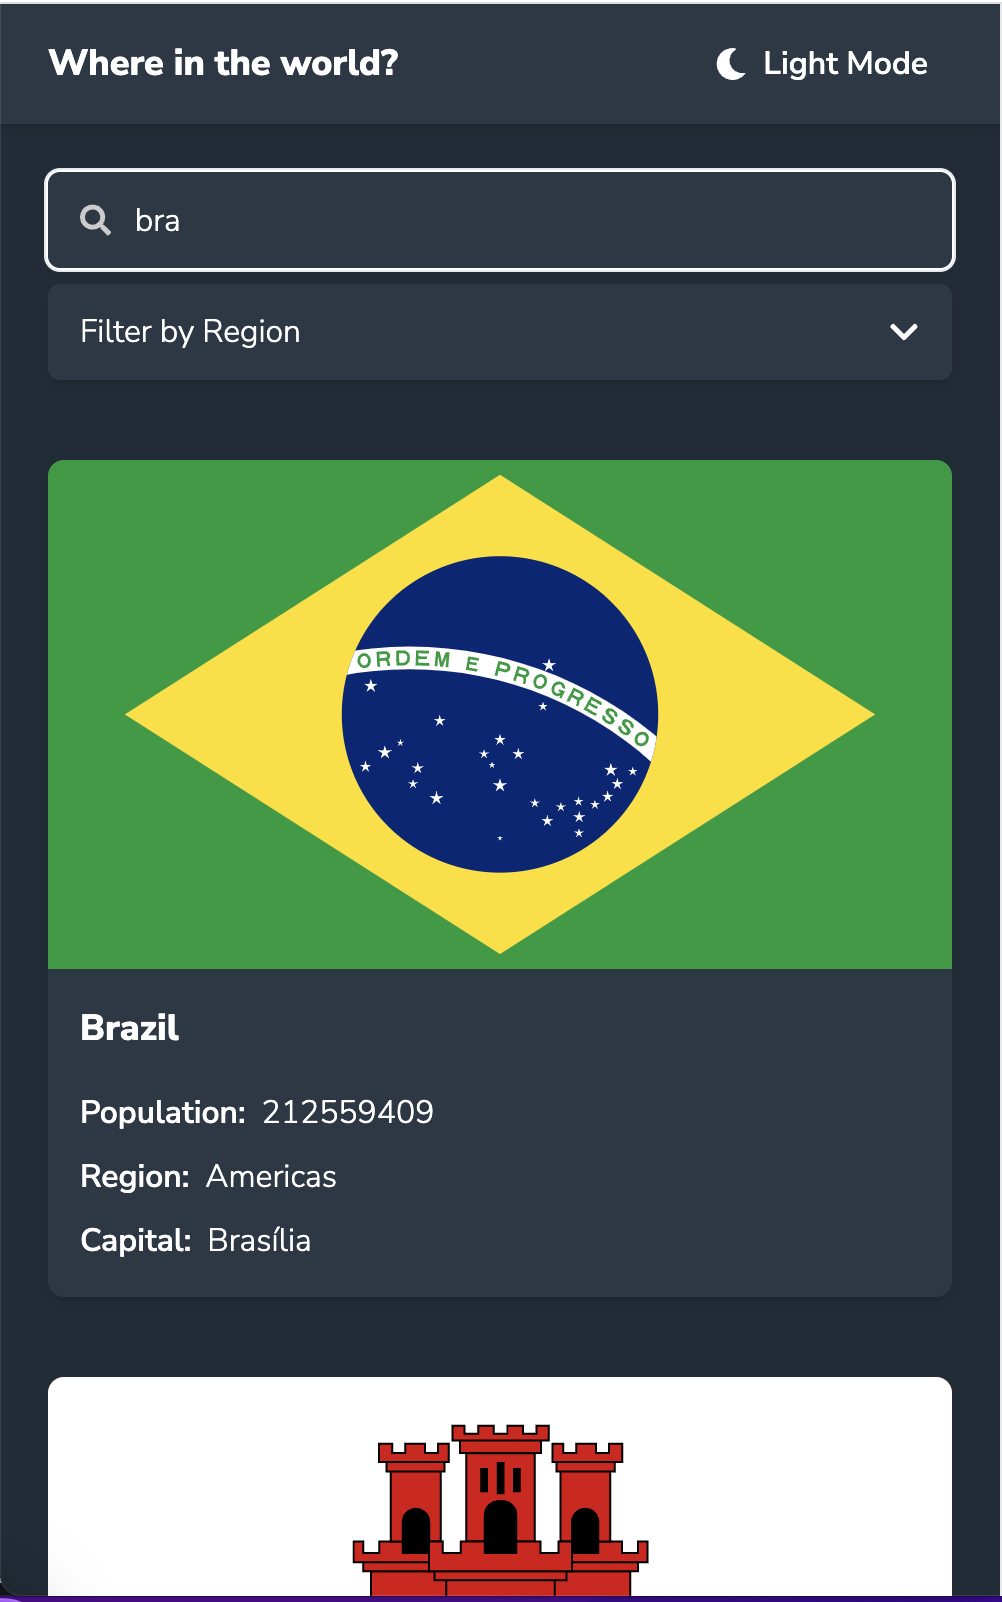 Where in the world?
Light Mode
bra
Filter by Region
ORDEM E PROGRESSO
Brazil
Population: 212559409
Region: Americas
Capital: Brasília